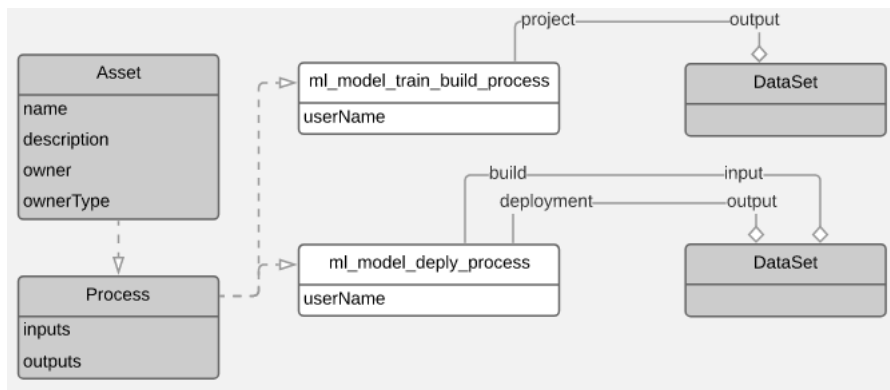 project
output
Asset
name
description
owner
ownerType
ml_model_train_build_process
userName
DataSet
build
input
deployment
output
ml_model_deply_process
userName
DataSet
Process
inputs
outputs